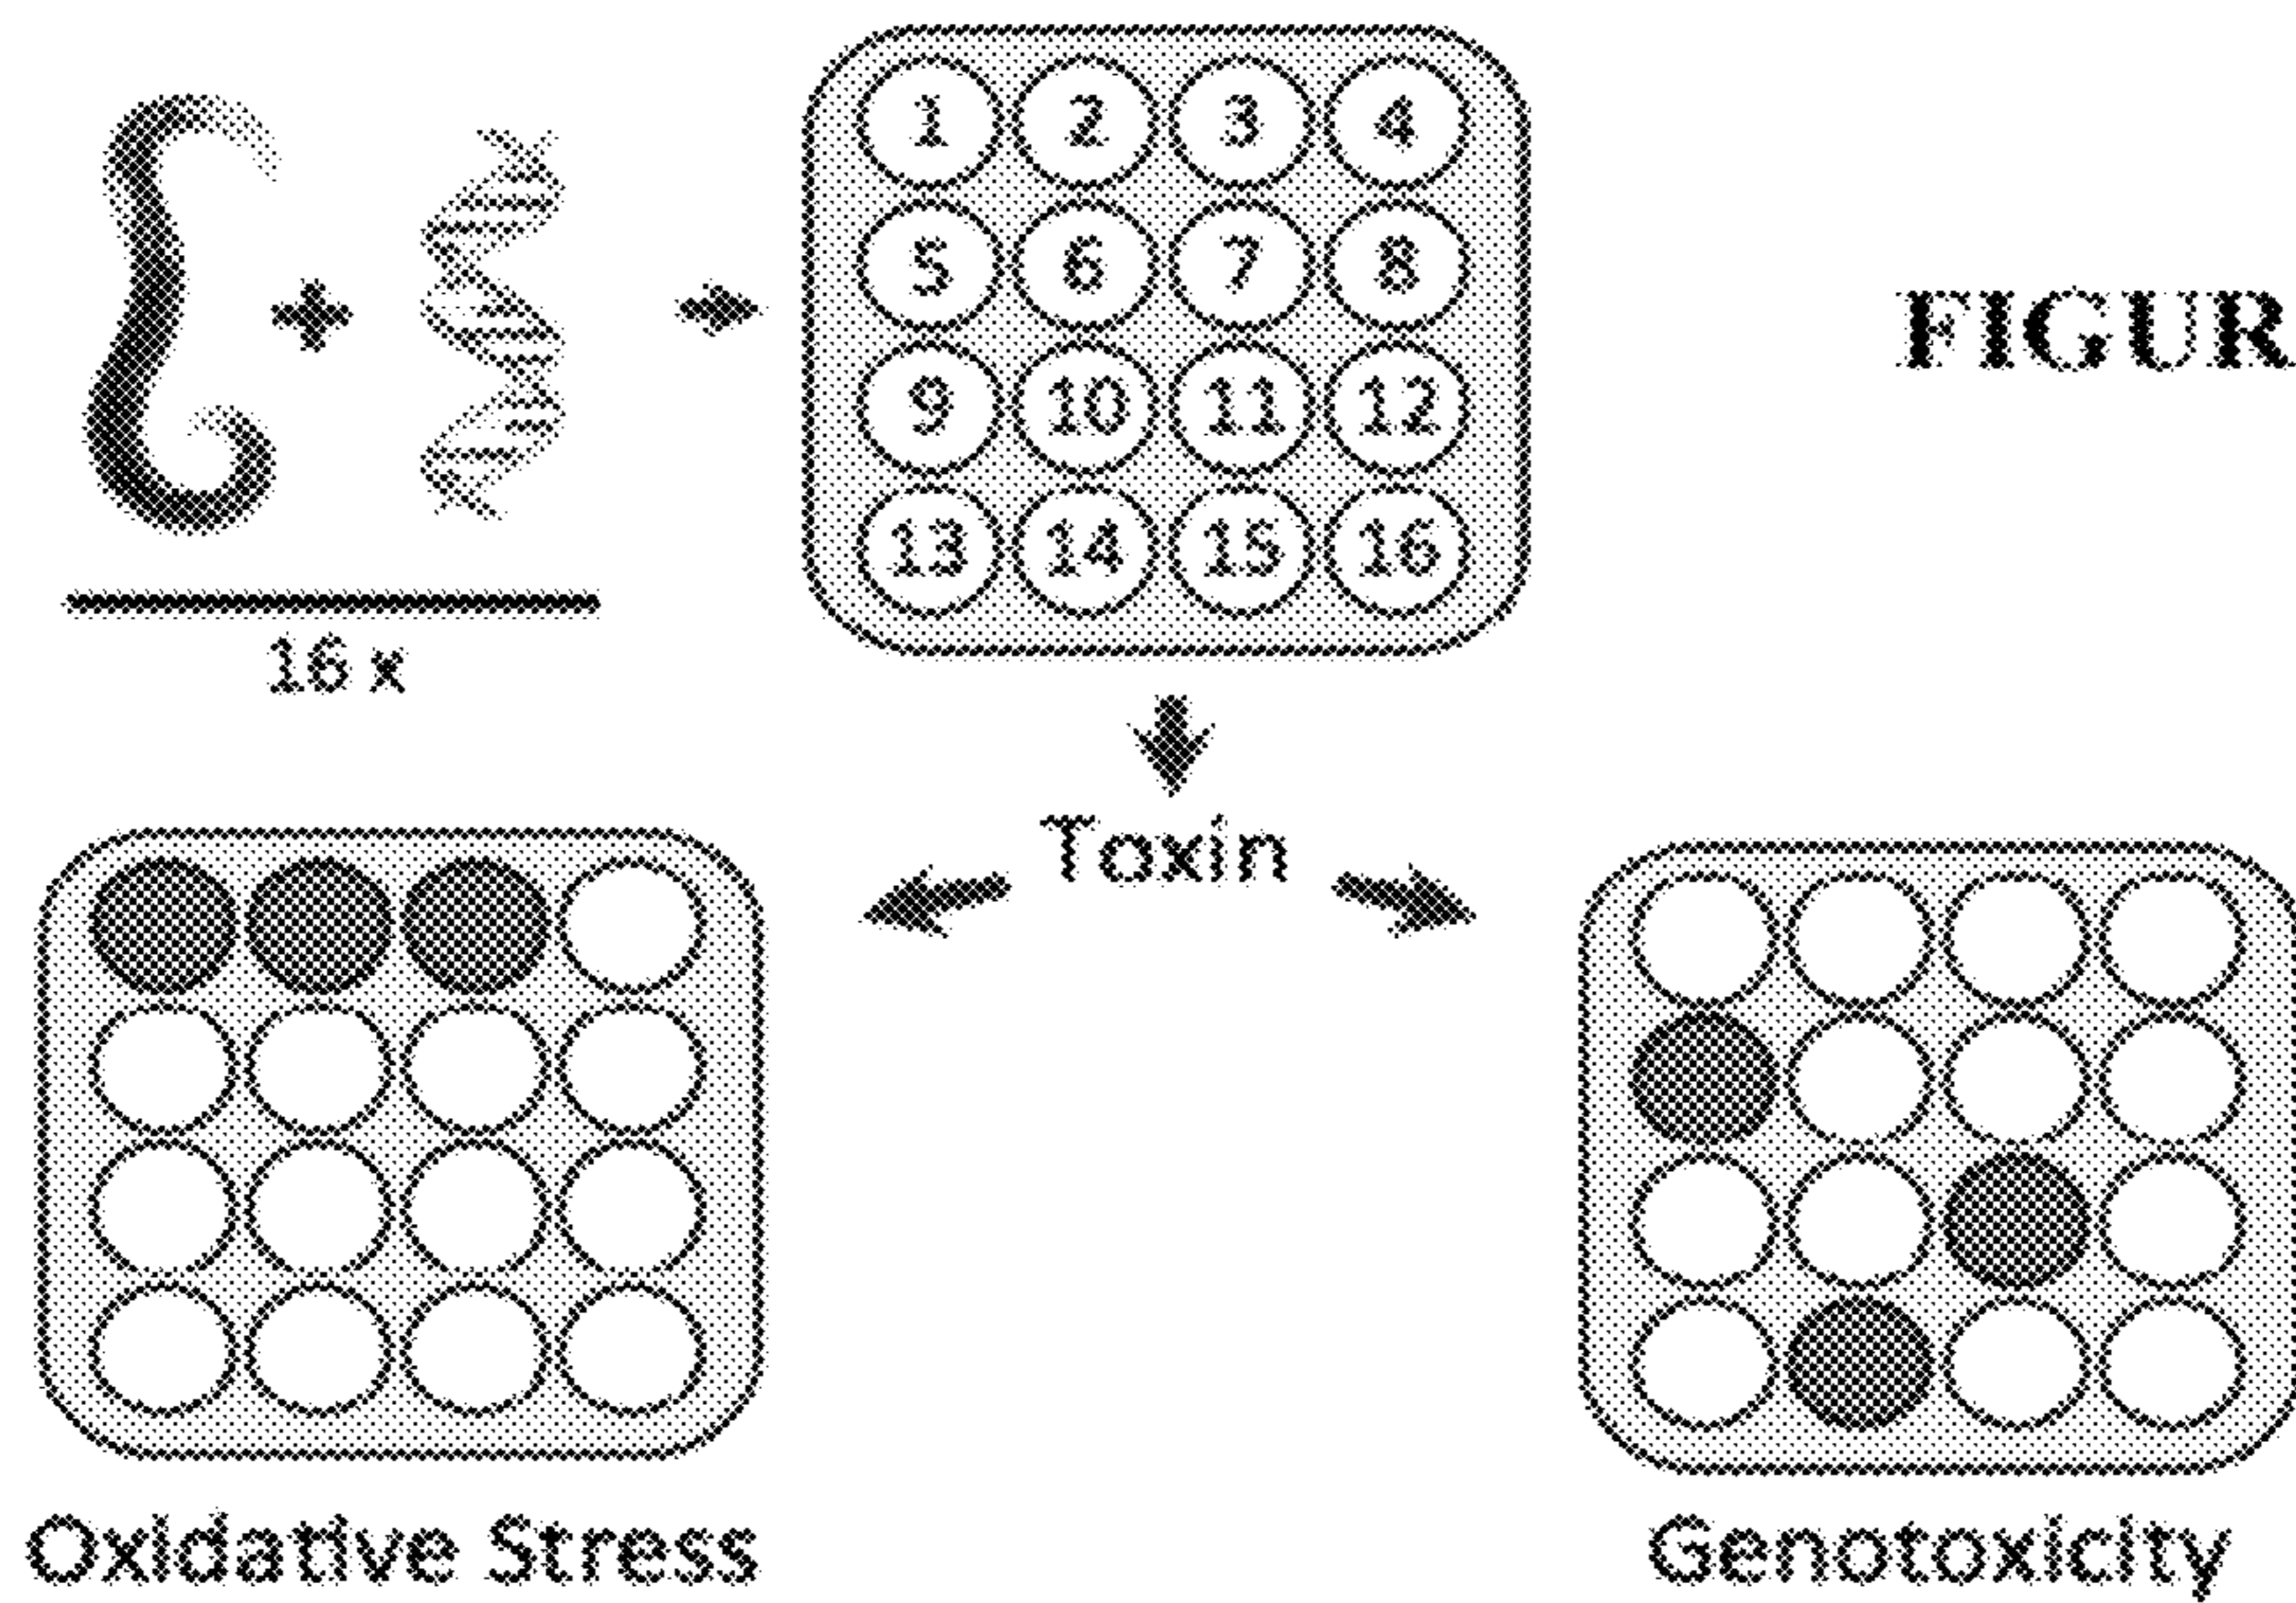 1 2 3 4
5 6 7 8
9 10 11 12
13 14 15 16
FIGUR
16 x
Toxin
Oxidative Stress
Genotoxicity